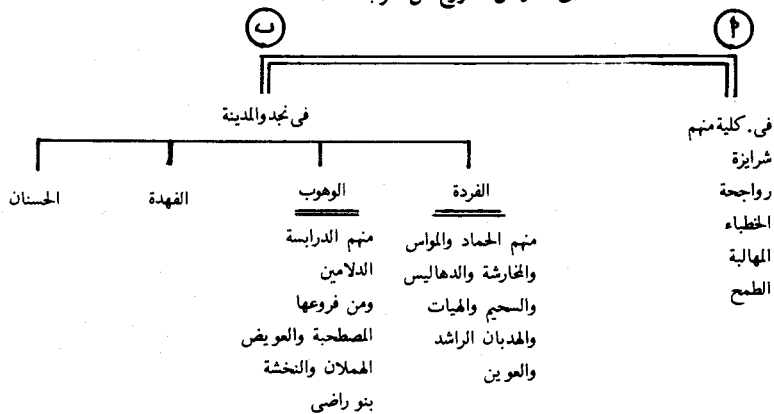 أ
ب
فى كلية منهم
شرايزة
رواجحة
الخطباء
المهالبة
الطمح
فى نجد والمدينة
الفردة
الوهوب
الفهدة
الحسنان
منهم الحماد والمواس
والمخارشة والدهاليس
والسحيم والهيات
والهدبان الراشد
والعوين
منهم الدرابسة
الدلامين
ومن فروعها
المصطحبة والعويض
الهملان والنخشة
بنو راضى